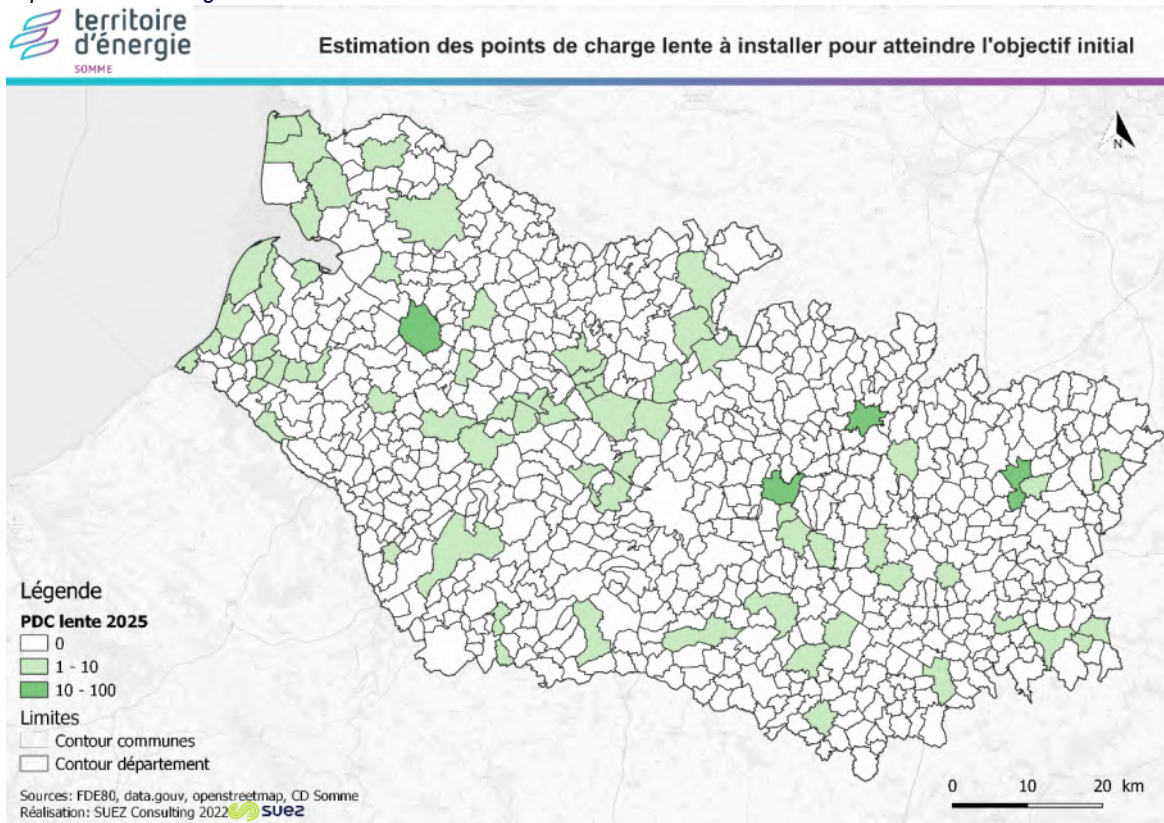 territoire
d'énergie
SOMME
Estimation des points de charge lente à installer pour atteindre l'objectif initial
N
Légende
PDC lente 2025
0
1 - 10
10 - 100
Limites
Contour communes
Contour département
Sources: FDE80, data.gouv, openstreetmap, CD Somme
Réalisation: SUEZ Consulting 2022 suez
0 10 20 km